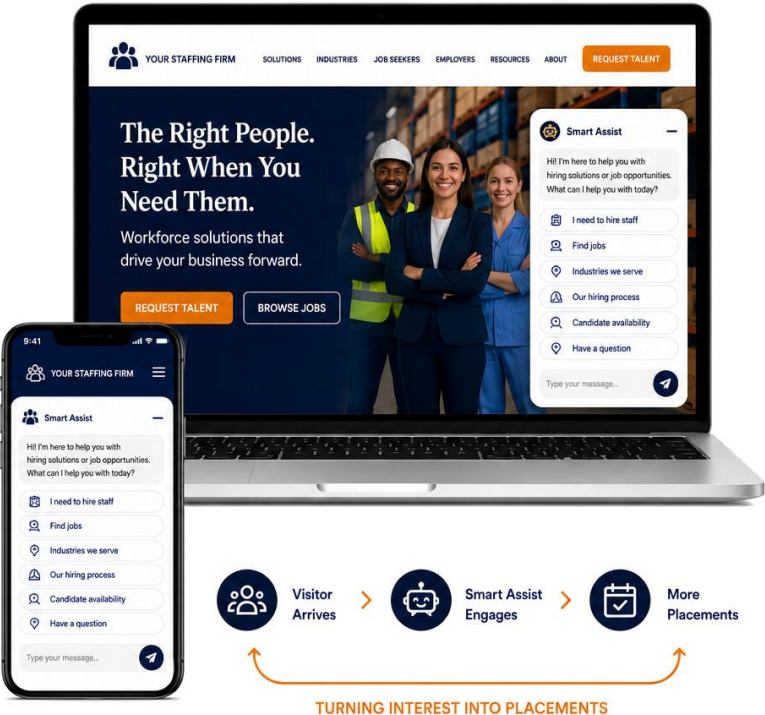 YOUR STAFFING FIRM
SOLUTIONS
INDUSTRIES
JOB SEEKERS
EMPLOYERS
RESOURCES
ABOUT
REQUEST TALENT
The Right People.
Right When You
Need Them.
Workforce solutions that
drive your business forward.
REQUEST TALENT
BROWSE JOBS
Smart Assist
Hi! I'm here to help you with
hiring solutions or job opportunities.
What can I help you with today?
I need to hire staff
Find jobs
Industries we serve
Our hiring process
Candidate availability
Have a question
Type your message...
9:41
YOUR STAFFING FIRM
Smart Assist
Hi! I'm here to help you with
hiring solutions or job opportunities.
What can I help you with today?
I need to hire staff
Find jobs
Industries we serve
Our hiring process
Candidate availability
Have a question
Type your message...
Visitor
Arrives
Smart Assist
Engages
More
Placements
TURNING INTEREST INTO PLACEMENTS